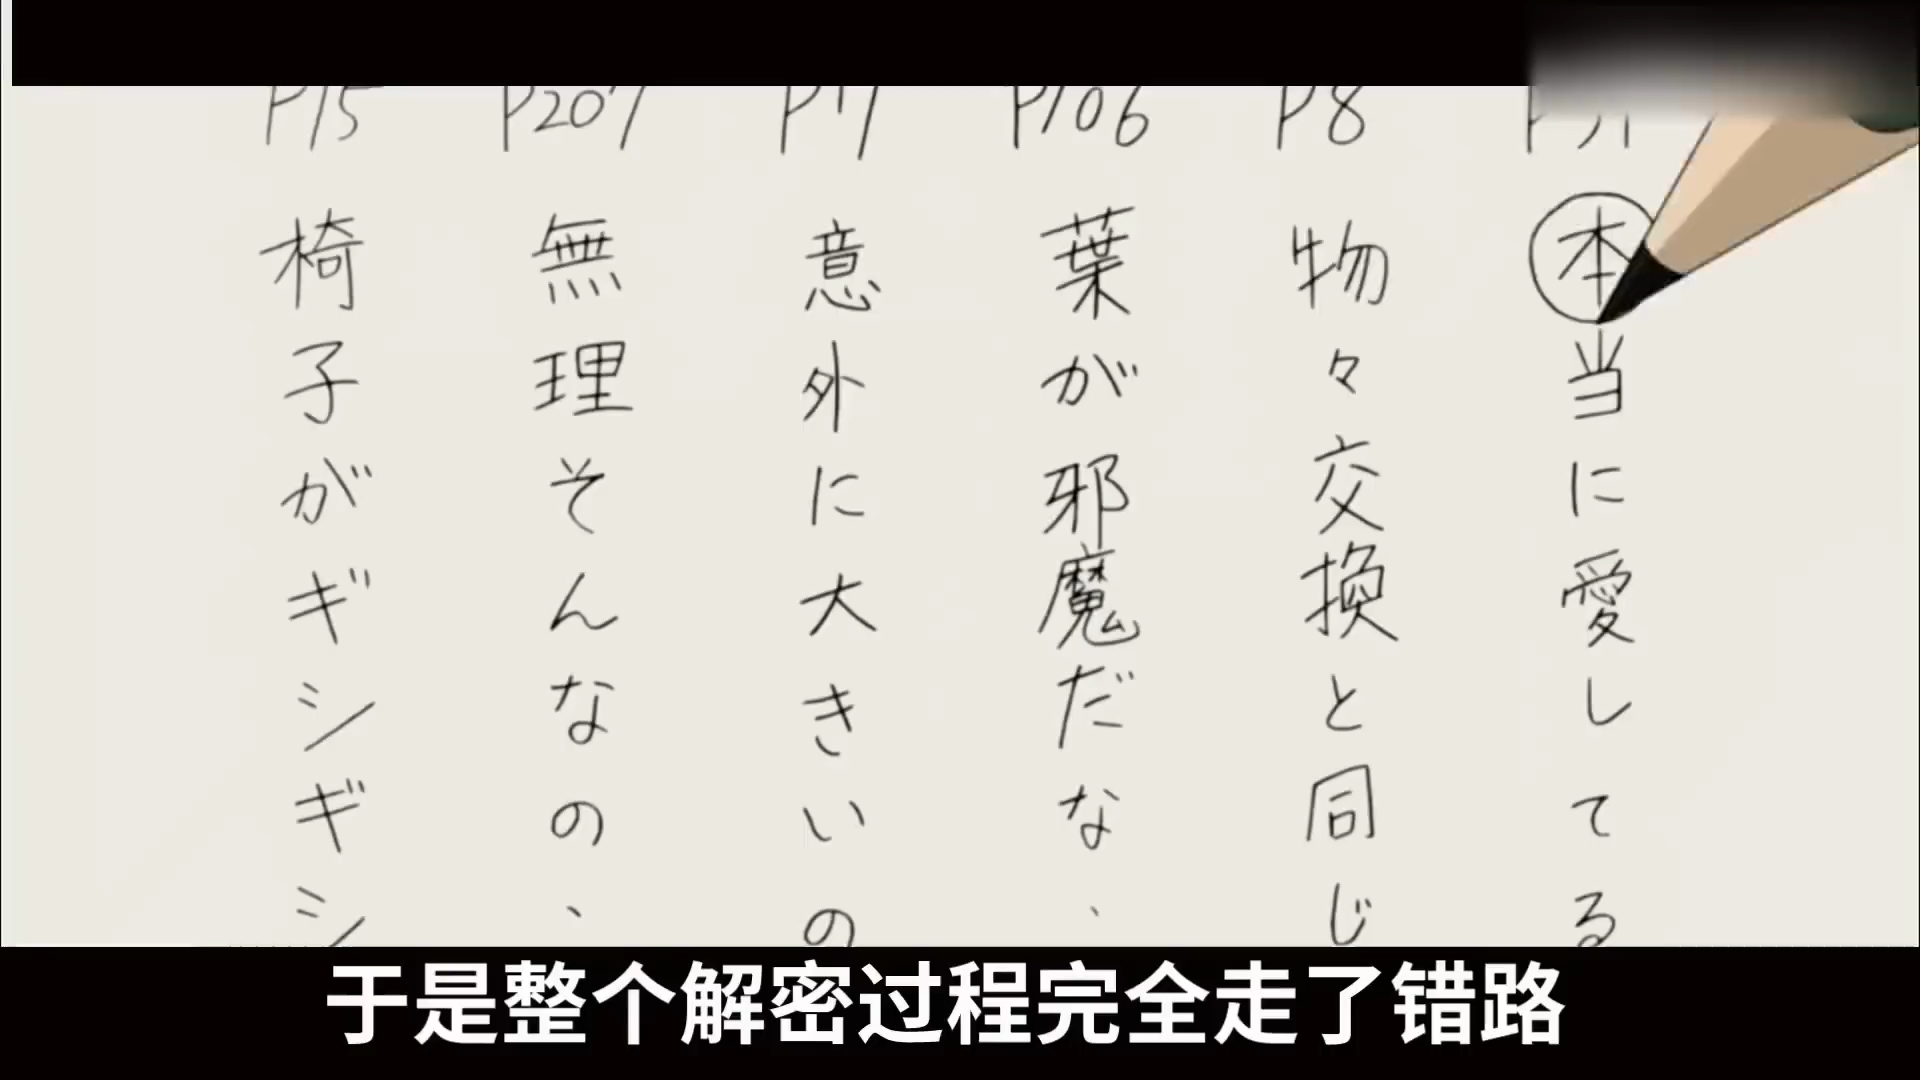 本当に愛してる
P8
物々交換と同じ
P106
葉が邪魔だな、
P17
意外に大きいの
P207
無理そんなの、
P15
椅子がギシギシ
于是整个解密过程完全走了错路